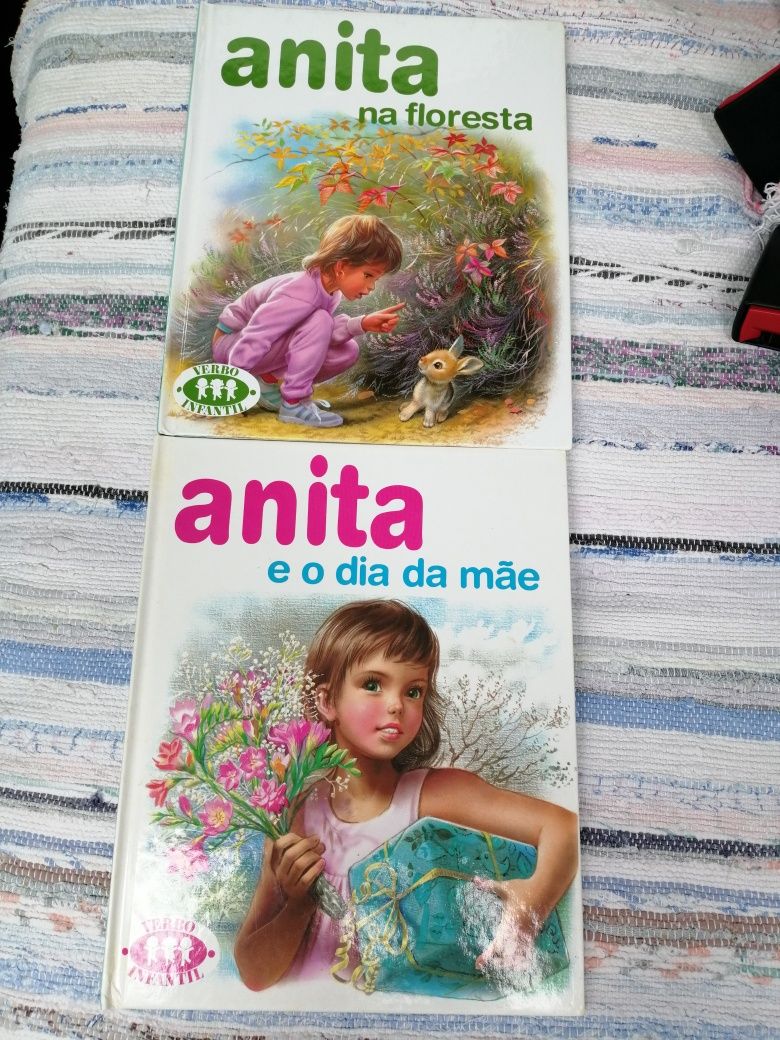 anita
na floresta
VERBO
INFANTIL
anita
e o dia da mãe
VERBO
INFANTIL